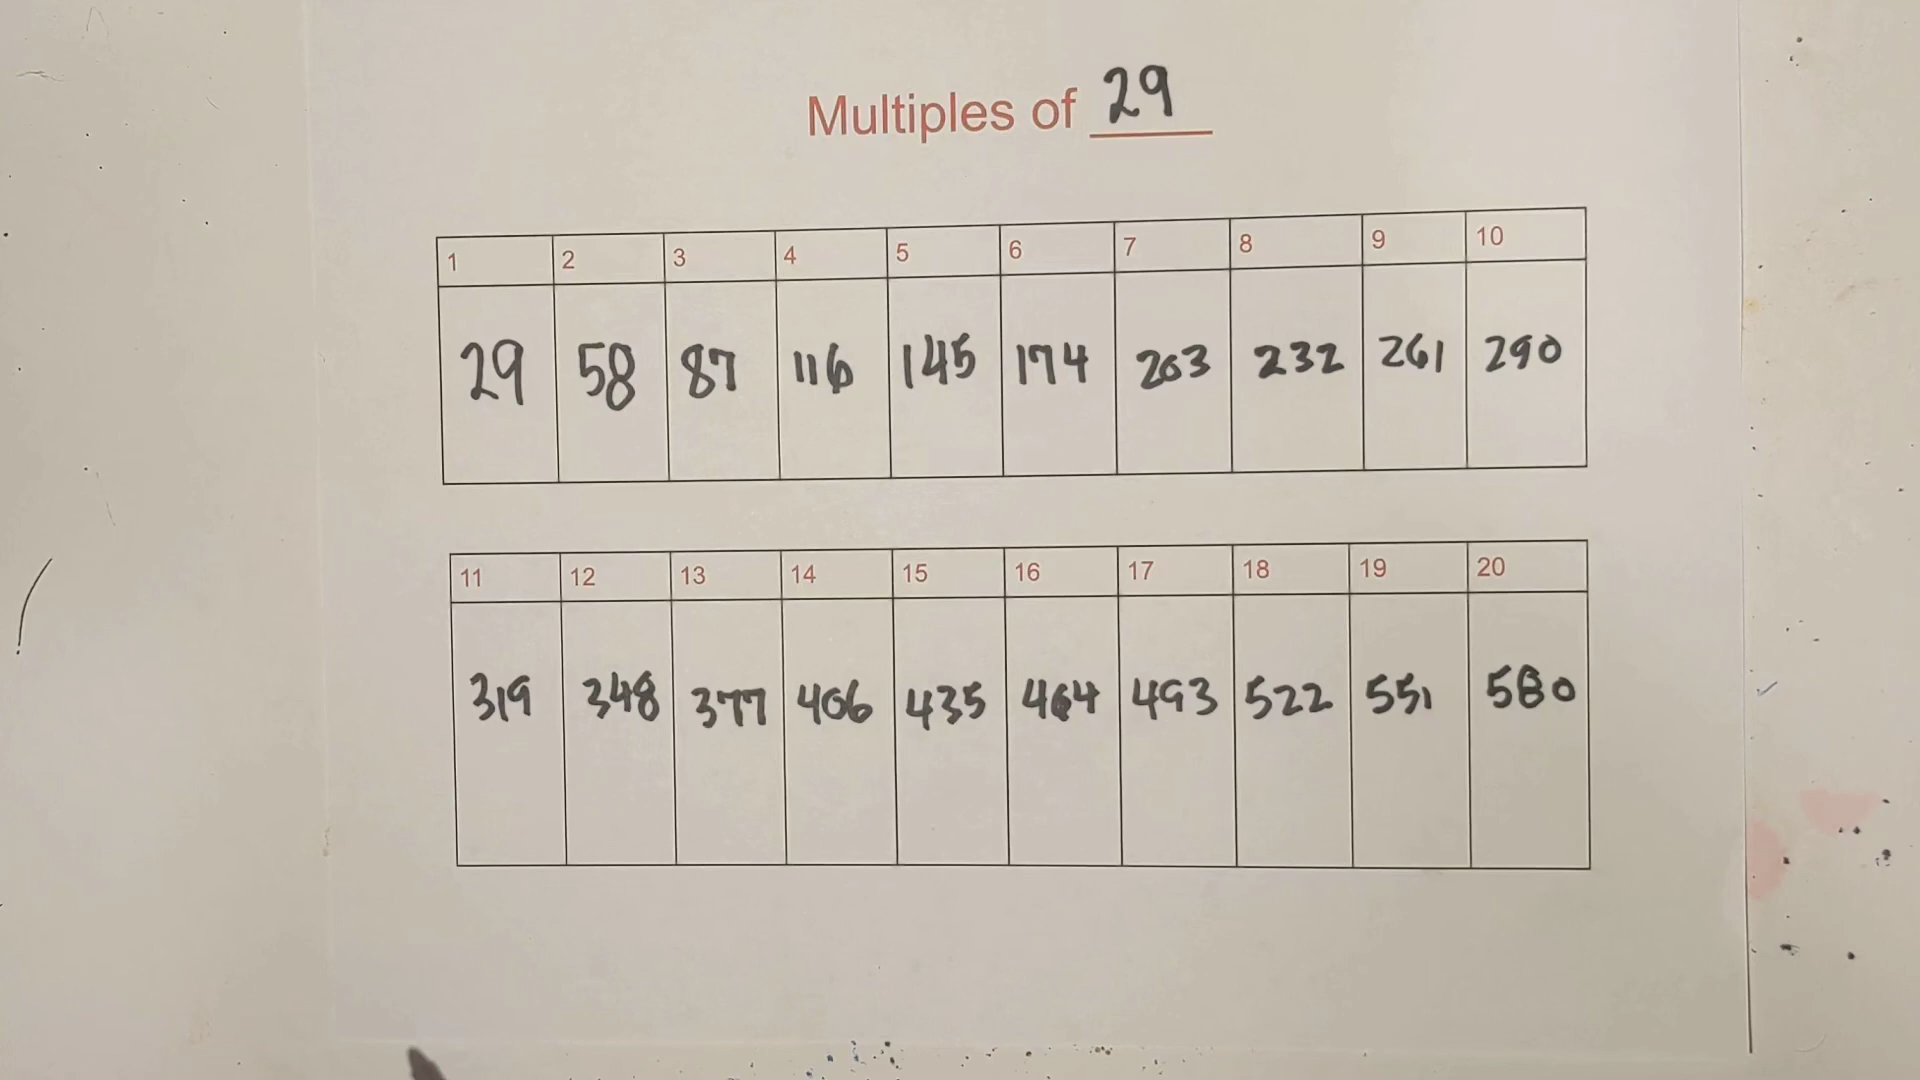 Multiples of 29
1 2 3 4 5 6 7 8 9 10
29 58 87 116 145 174 203 232 261 290
11 12 13 14 15 16 17 18 19 20
319 348 377 406 435 464 493 522 551 580